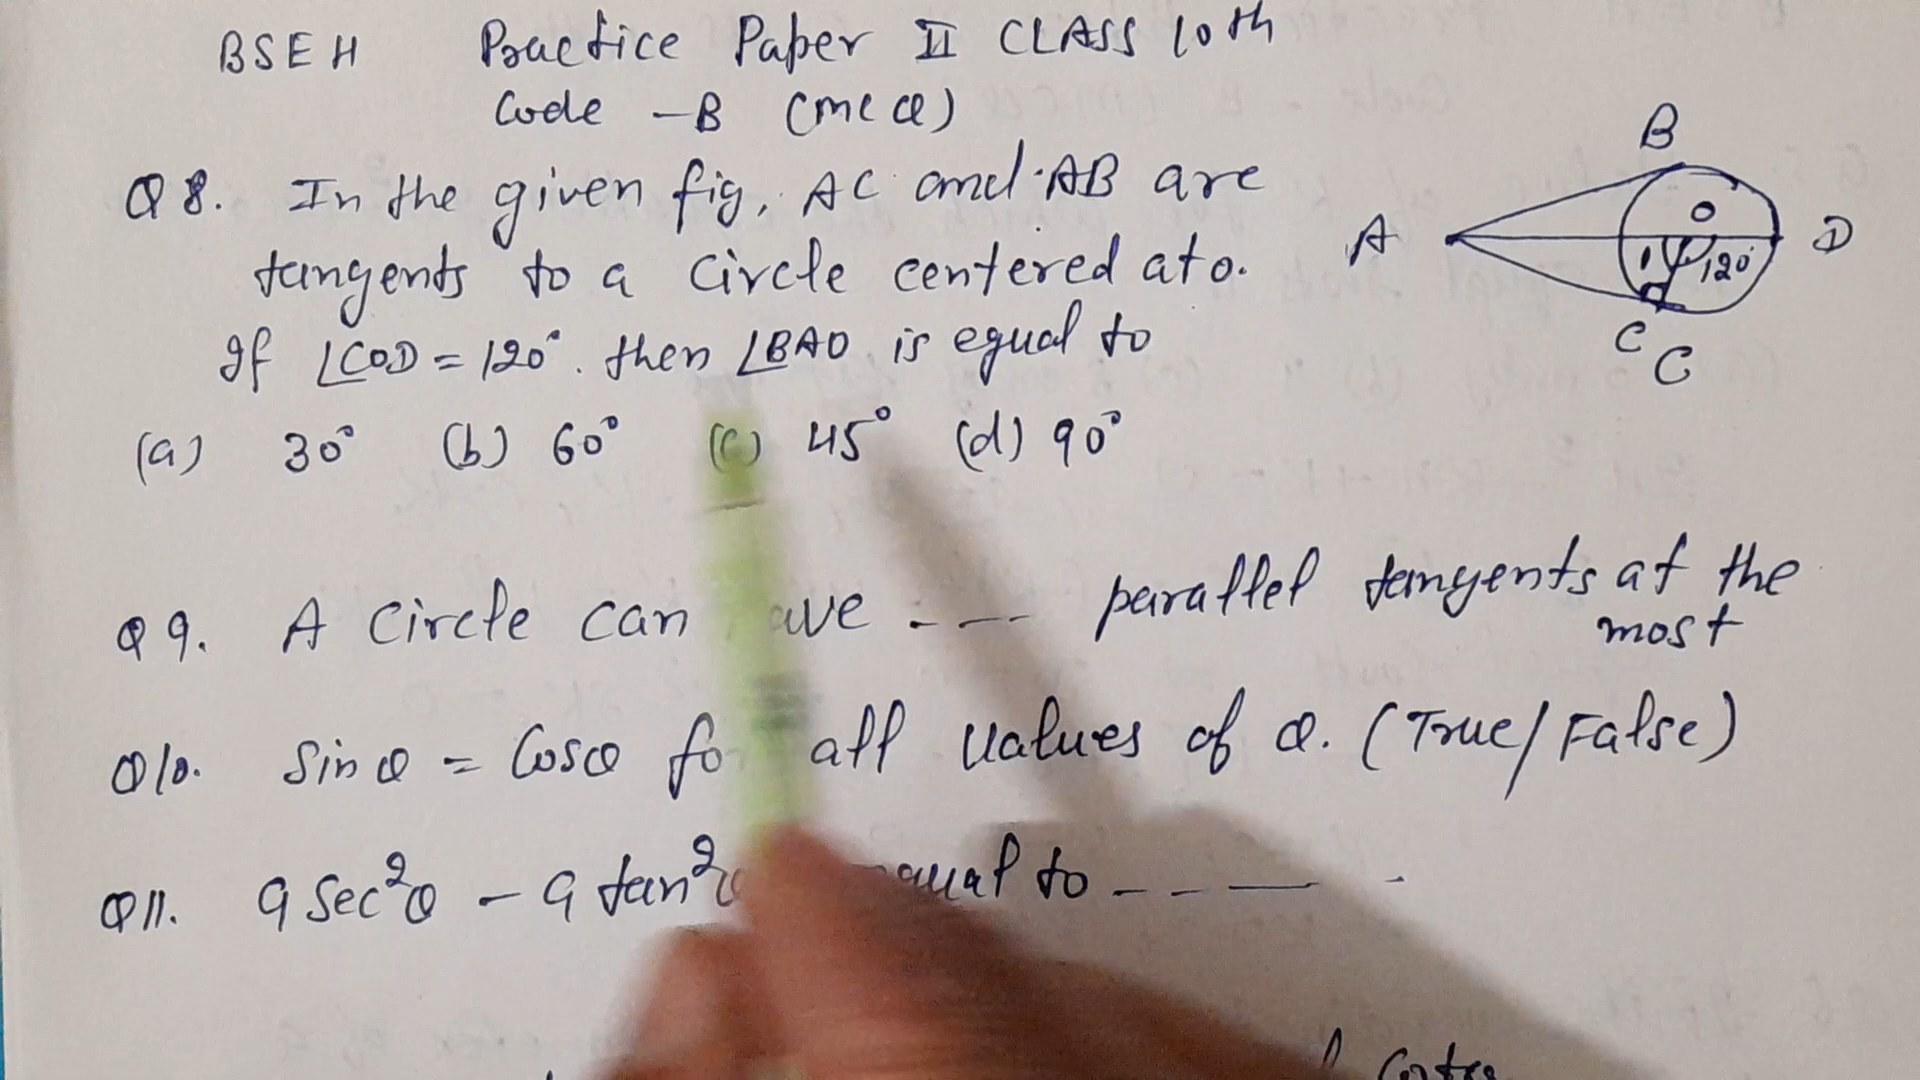 BSEH Practice Paper II CLASS 10th
Code -B (MCQ)
Q8. In the given fig, AC and AB are
tangents to a circle centered at o.
If ∠COD = 120°. then ∠BAO is equal to
(a) 30° (b) 60° (c) 45° (d) 90°
B
O
A
D
120°
C
C
Q9. A circle can ave ---- parallel tangents at the
most
Q10. Sin θ = Cos θ fo all values of θ. (True/False)
Q11. 9 Sec²θ - 9 tan²θ qual to -----